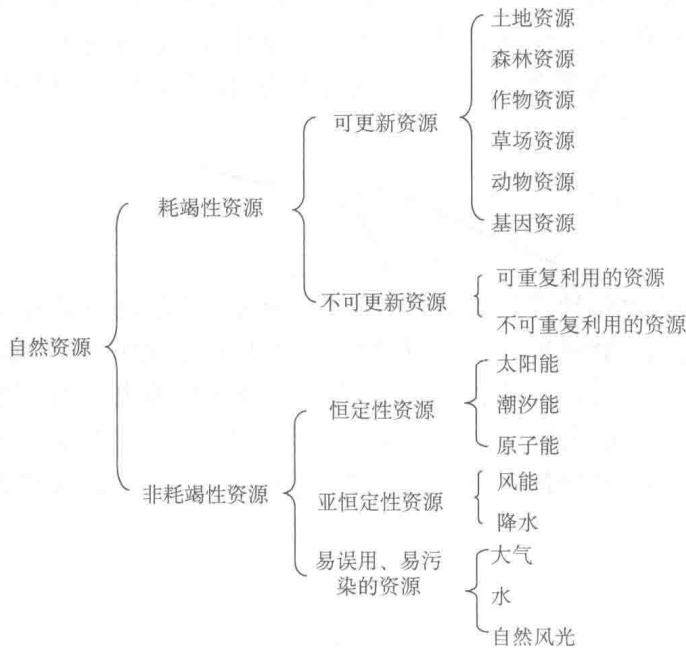 土地资源
森林资源
作物资源
草场资源
动物资源
基因资源
可更新资源
耗竭性资源
不可更新资源
可重复利用的资源
不可重复利用的资源
自然资源
太阳能
潮汐能
原子能
恒定性资源
非耗竭性资源
亚恒定性资源
风能
降水
易误用、易污
染的资源
大气
水
自然风光